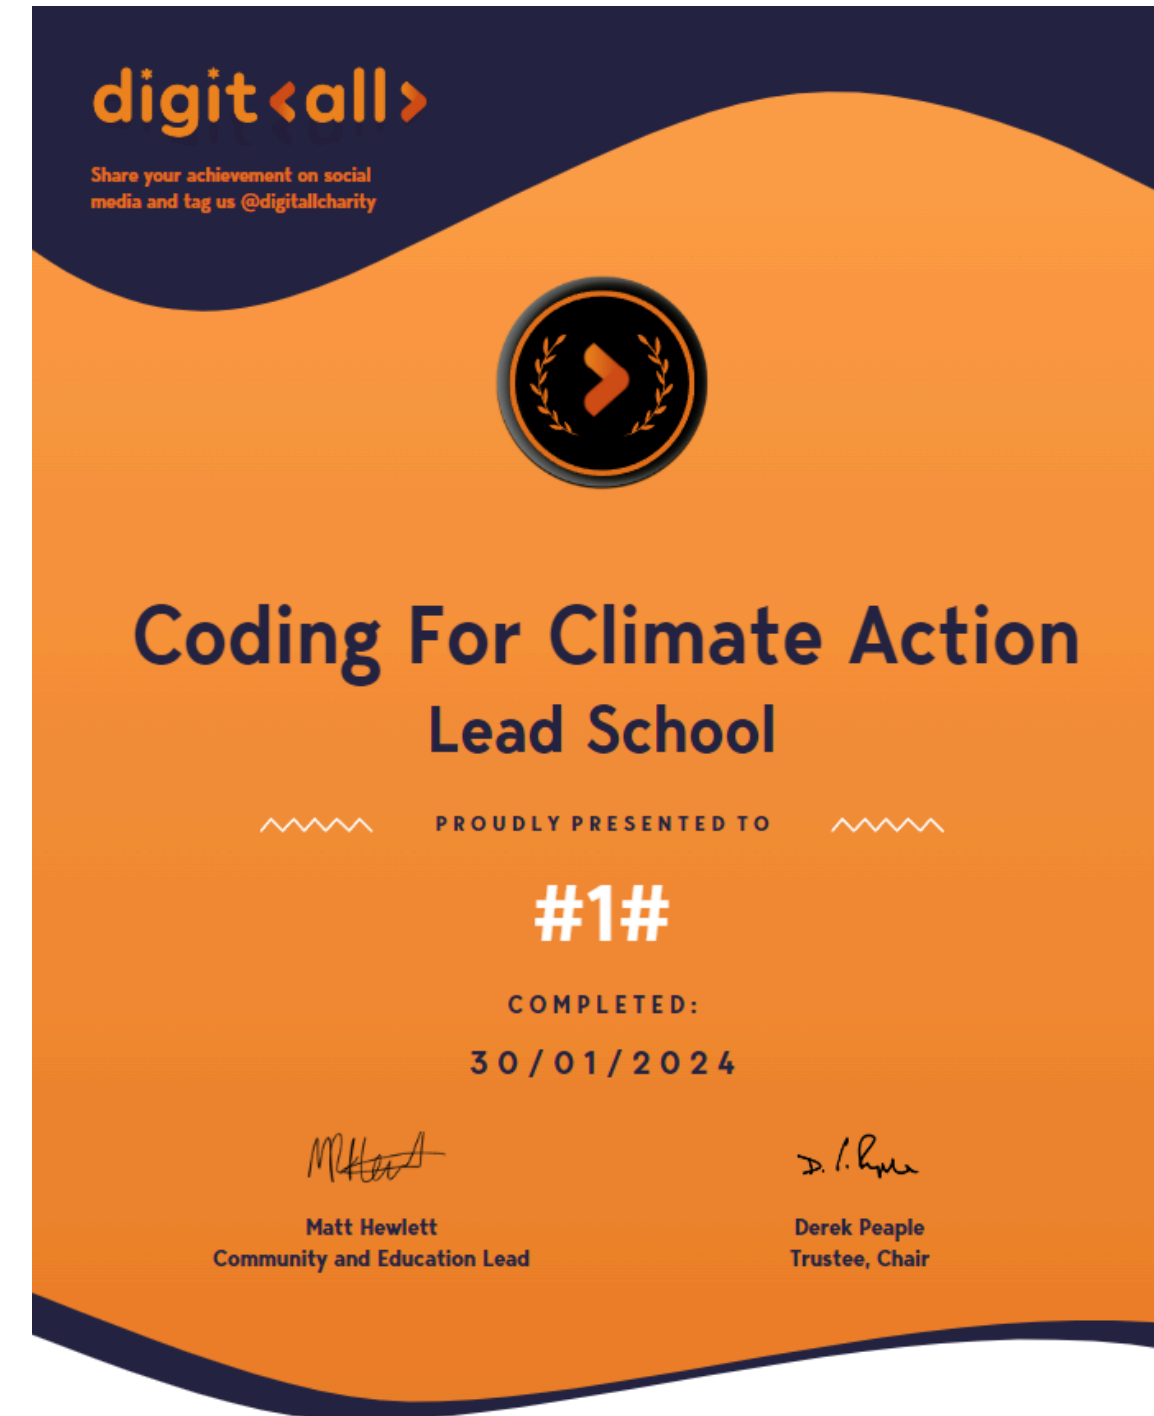 digit<all>
Share your achievement on social
media and tag us @digitallcharity
Coding For Climate Action
Lead School
PROUDLY PRESENTED TO
#1#
COMPLETED:
30/01/2024
Matt Hewlett
Community and Education Lead
Derek Peaple
Trustee, Chair